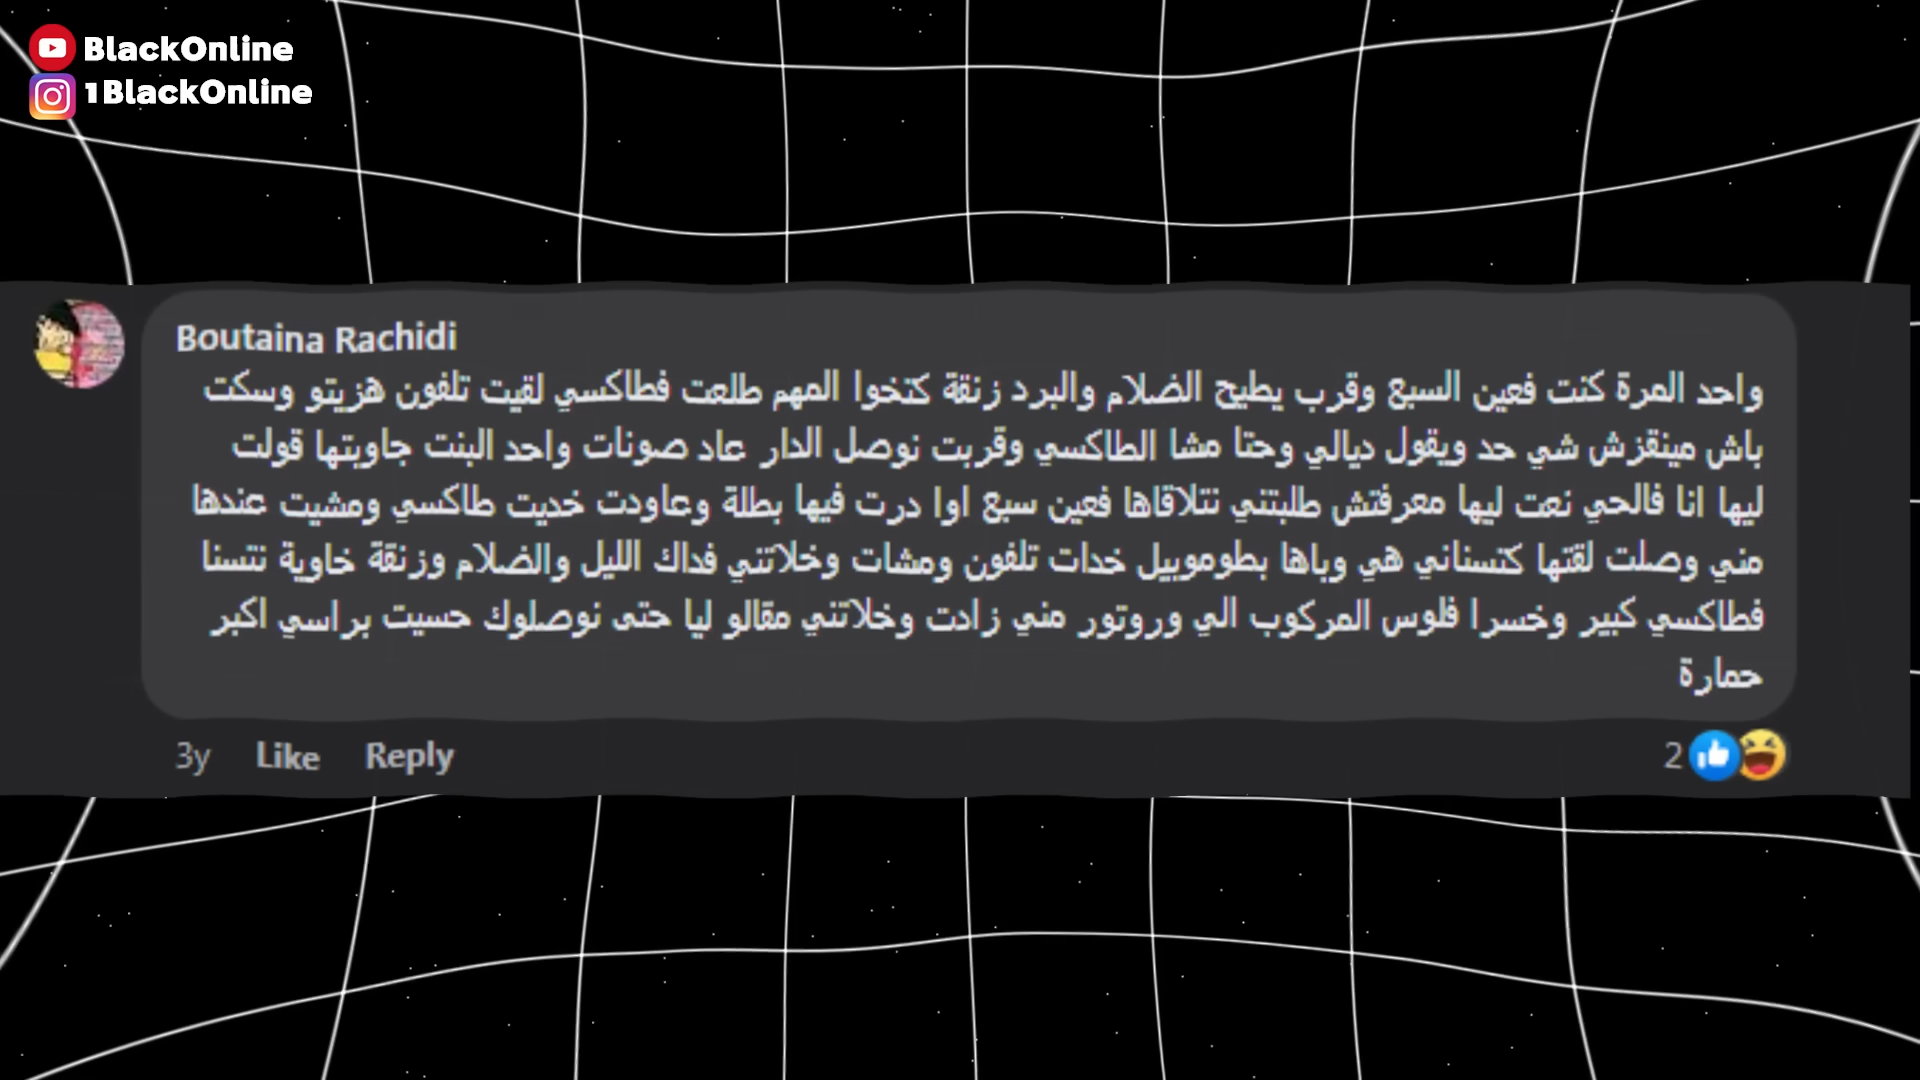 BlackOnline
1BlackOnline
Boutaina Rachidi
واحد المرة كنت فعين السبع وقرب يطيح الضلام والبرد زنقة كتخوا المهم طلعت فطاكسي لقيت تلفون هزيتو وسكت
باش مينقزش شي حد ويقول ديالي وحتا مشا الطاكسي وقربت نوصل الدار عاد صونات واحد البنت جاوبتها قولت
ليها انا فالحي نعت ليها معرفتش طلبتني نتلاقاها فعين سبع اوا درت فيها بطلة وعاودت خديت طاكسي ومشيت عندها
مني وصلت لقتها كتسناني هي وباها بطوموبيل خدات تلفون ومشات وخلاتني فداك الليل والضلام وزنقة خاوية نتسنا
فطاكسي كبير وخسرا فلوس المركوب الي وروتور مني زادت وخلاتني مقالو ليا حتى نوصلوك حسيت براسي اكبر
حمارة
3y Like Reply 2